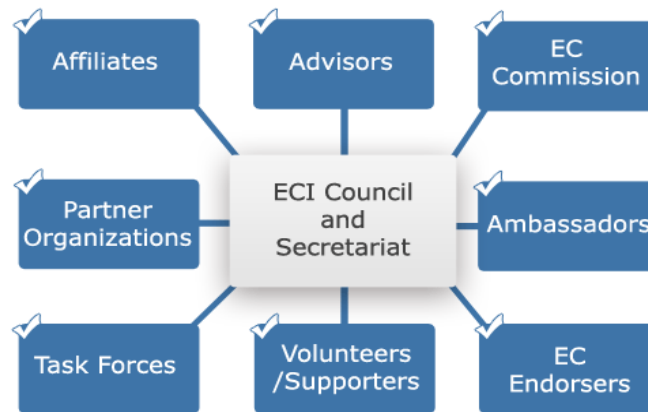 Affiliates
Advisors
EC
Commission
Partner
Organizations
ECI Council
and
Secretariat
Ambassadors
Task Forces
Volunteers
/Supporters
EC
Endorsers